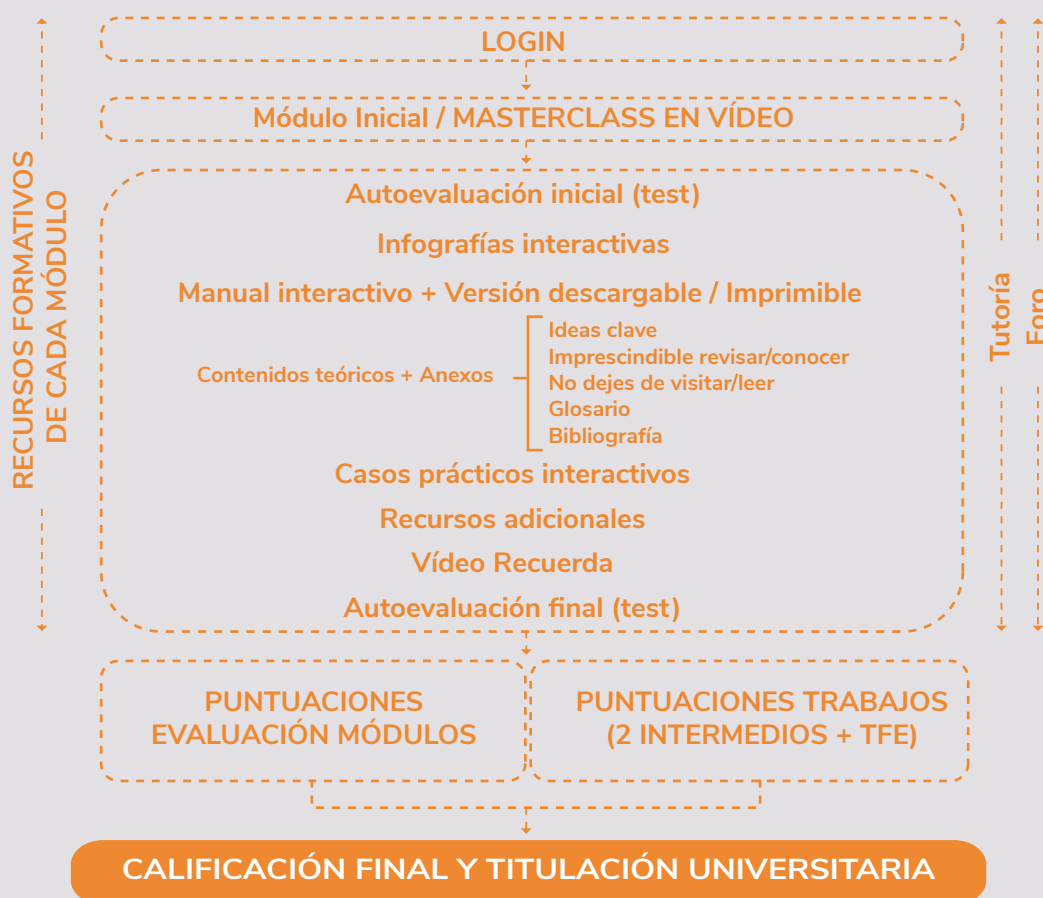 LOGIN
Módulo Inicial / MASTERCLASS EN VÍDEO
RECURSOS FORMATIVOS
DE CADA MÓDULO
Autoevaluación inicial (test)
Infografías interactivas
Manual interactivo + Versión descargable / Imprimible
Contenidos teóricos + Anexos
Ideas clave
Imprescindible revisar/conocer
No dejes de visitar/leer
Glosario
Bibliografía
Casos prácticos interactivos
Recursos adicionales
Vídeo Recuerda
Autoevaluación final (test)
Tutoría
Foro
PUNTUACIONES
EVALUACIÓN MÓDULOS
PUNTUACIONES TRABAJOS
(2 INTERMEDIOS + TFE)
CALIFICACIÓN FINAL Y TITULACIÓN UNIVERSITARIA